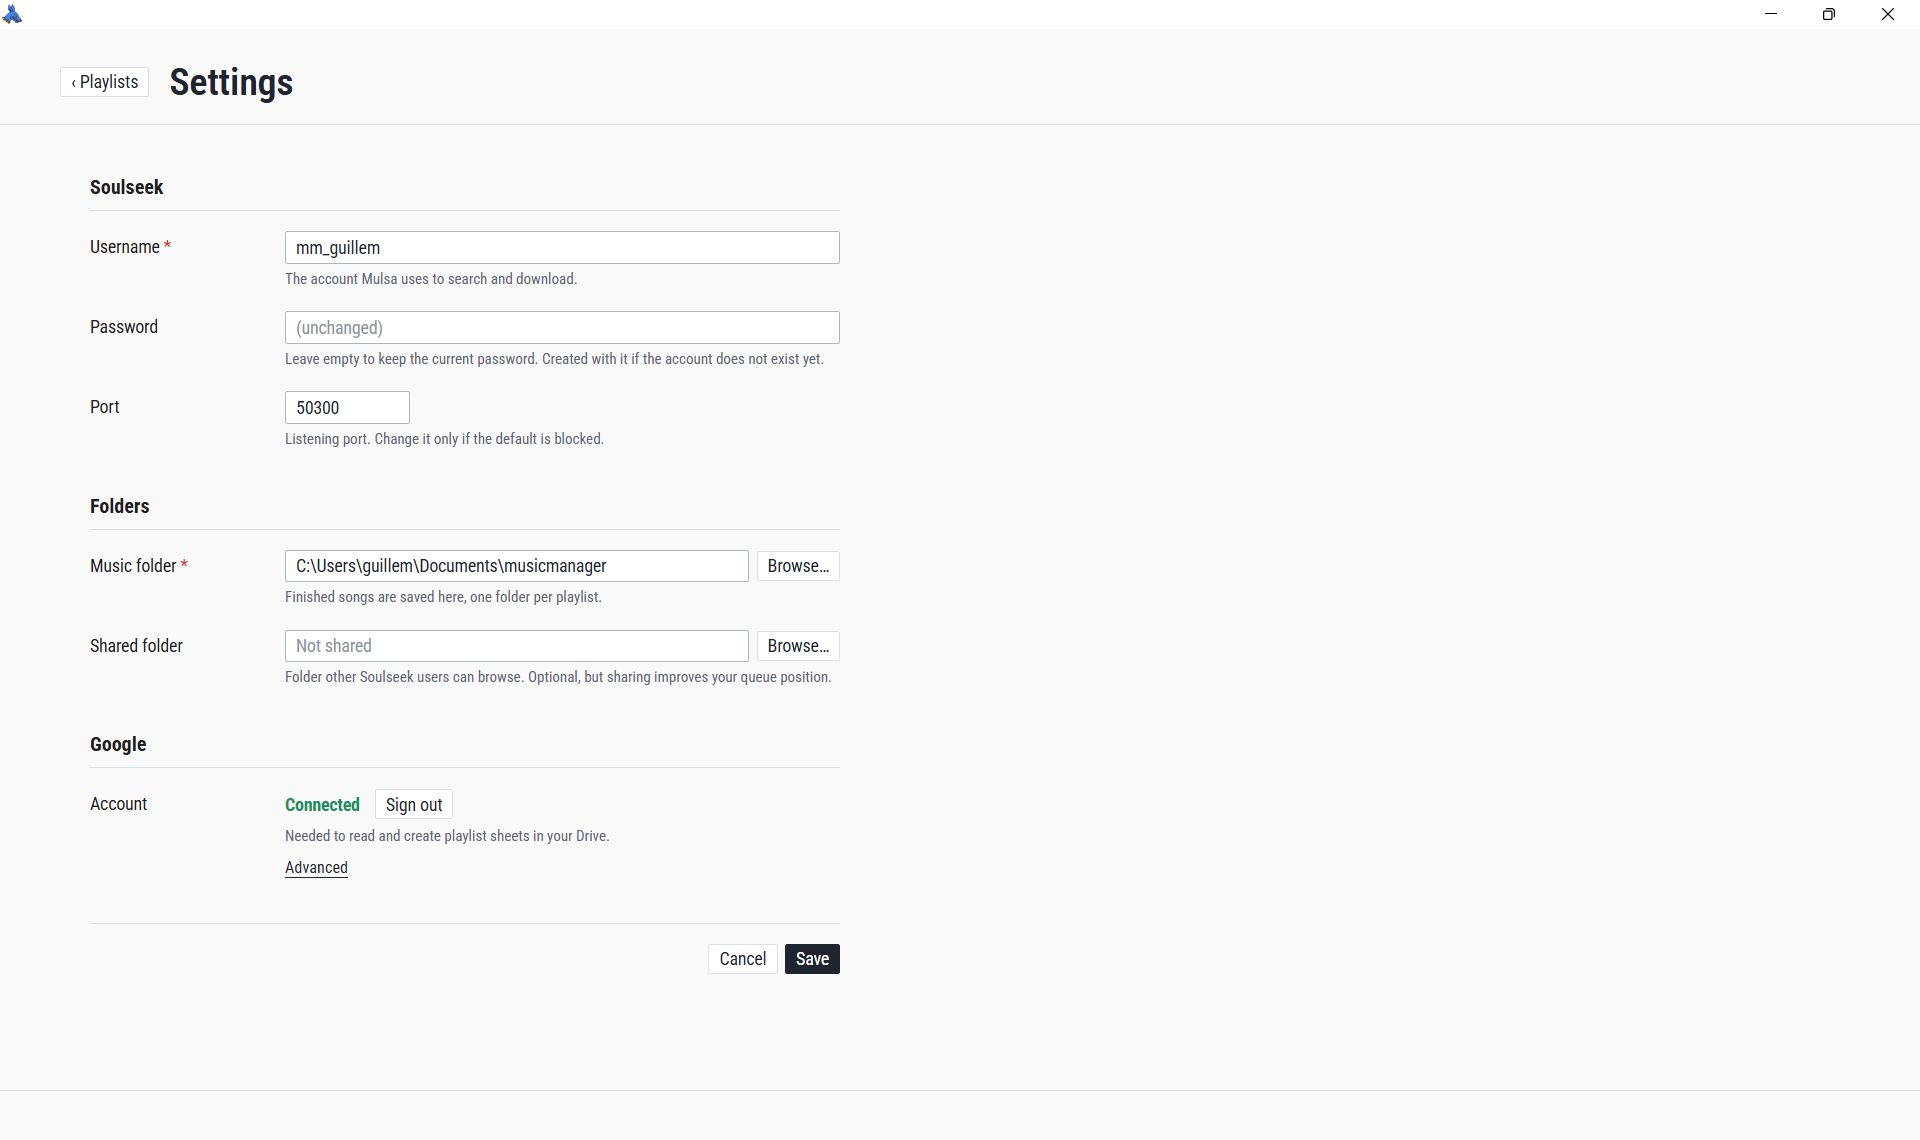 ‹ Playlists
Settings
Soulseek
Username *
mm_guillem
The account Mulsa uses to search and download.
Password
(unchanged)
Leave empty to keep the current password. Created with it if the account does not exist yet.
Port
50300
Listening port. Change it only if the default is blocked.
Folders
Music folder *
C:\Users\guillem\Documents\musicmanager
Browse...
Finished songs are saved here, one folder per playlist.
Shared folder
Not shared
Browse...
Folder other Soulseek users can browse. Optional, but sharing improves your queue position.
Google
Account
Connected
Sign out
Needed to read and create playlist sheets in your Drive.
Advanced
Cancel
Save